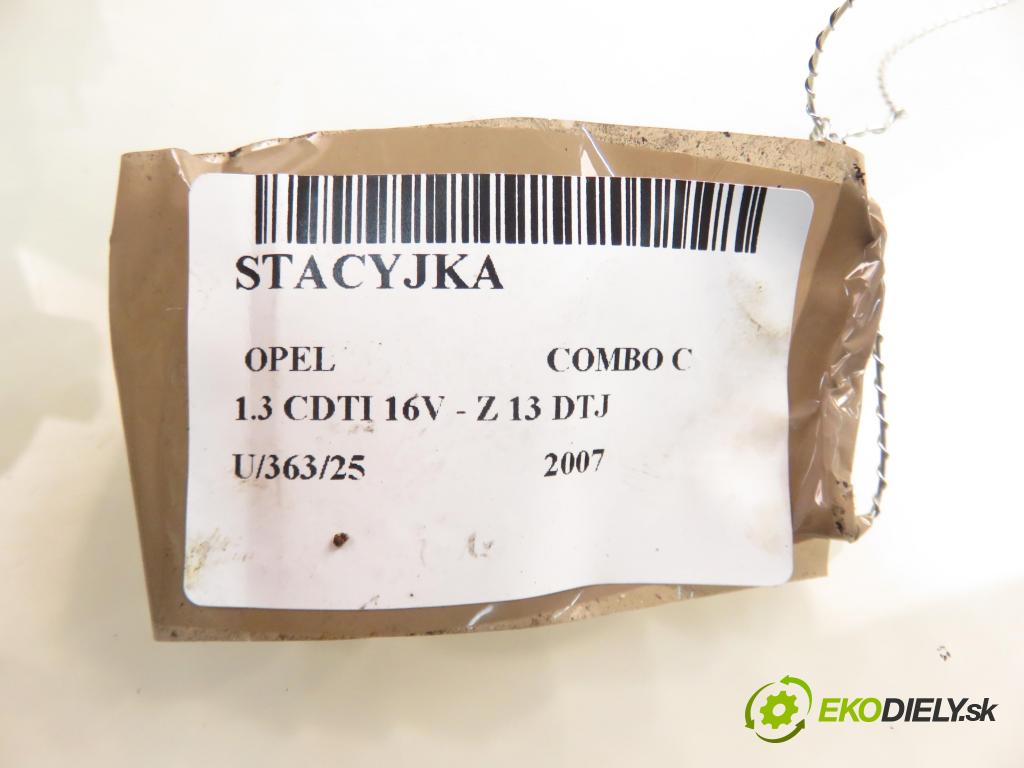 STACYJKA
OPEL COMBO C
1.3 CDTI 16V - Z 13 DTJ
U/363/25 2007
EKODIELY.sk